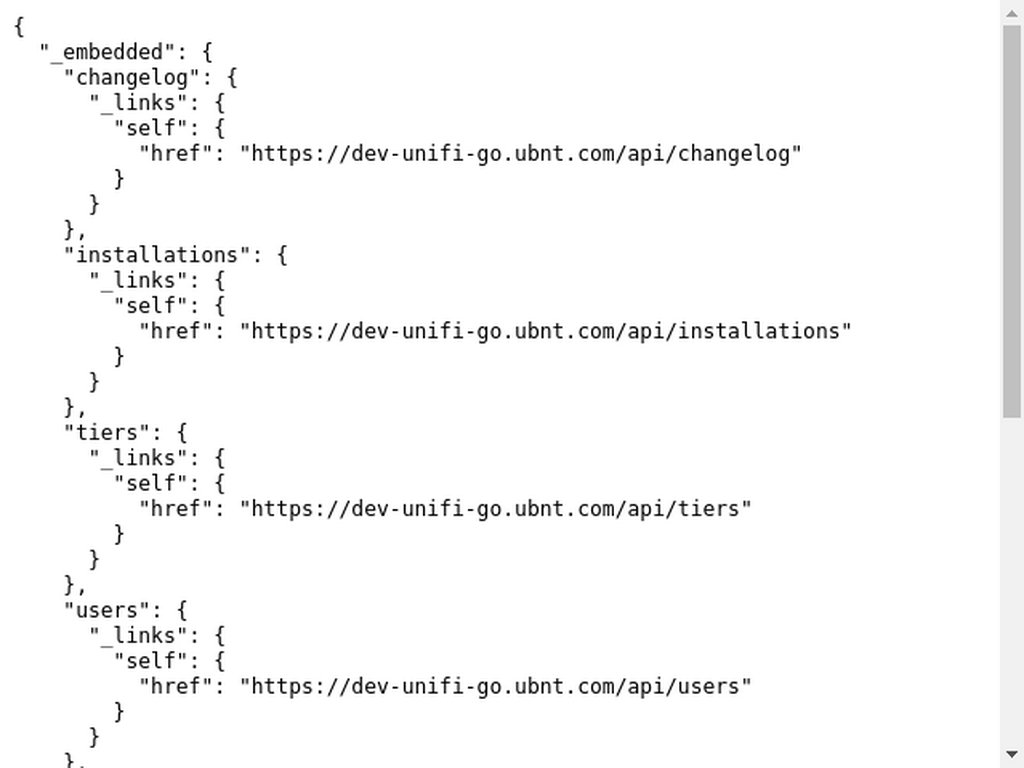 {
  "_embedded": {
    "changelog": {
      "_links": {
        "self": {
          "href": "https://dev-unifi-go.ubnt.com/api/changelog"
        }
      }
    },
    "installations": {
      "_links": {
        "self": {
          "href": "https://dev-unifi-go.ubnt.com/api/installations"
        }
      }
    },
    "tiers": {
      "_links": {
        "self": {
          "href": "https://dev-unifi-go.ubnt.com/api/tiers"
        }
      }
    },
    "users": {
      "_links": {
        "self": {
          "href": "https://dev-unifi-go.ubnt.com/api/users"
        }
      }
    },